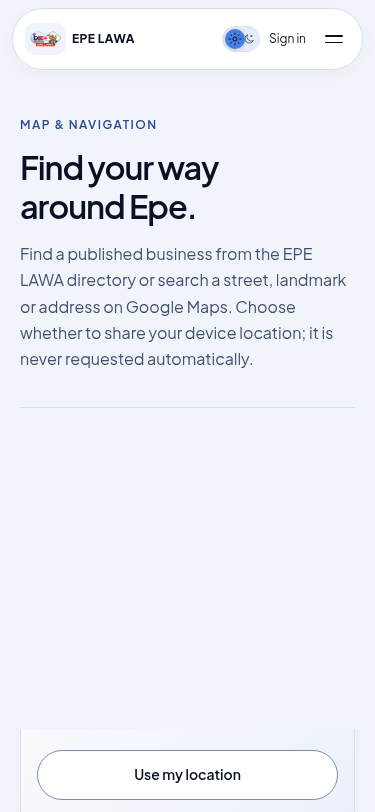 EPE LAWA
Sign in
MAP & NAVIGATION
Find your way
around Epe.
Find a published business from the EPE
LAWA directory or search a street, landmark
or address on Google Maps. Choose
whether to share your device location; it is
never requested automatically.
Use my location